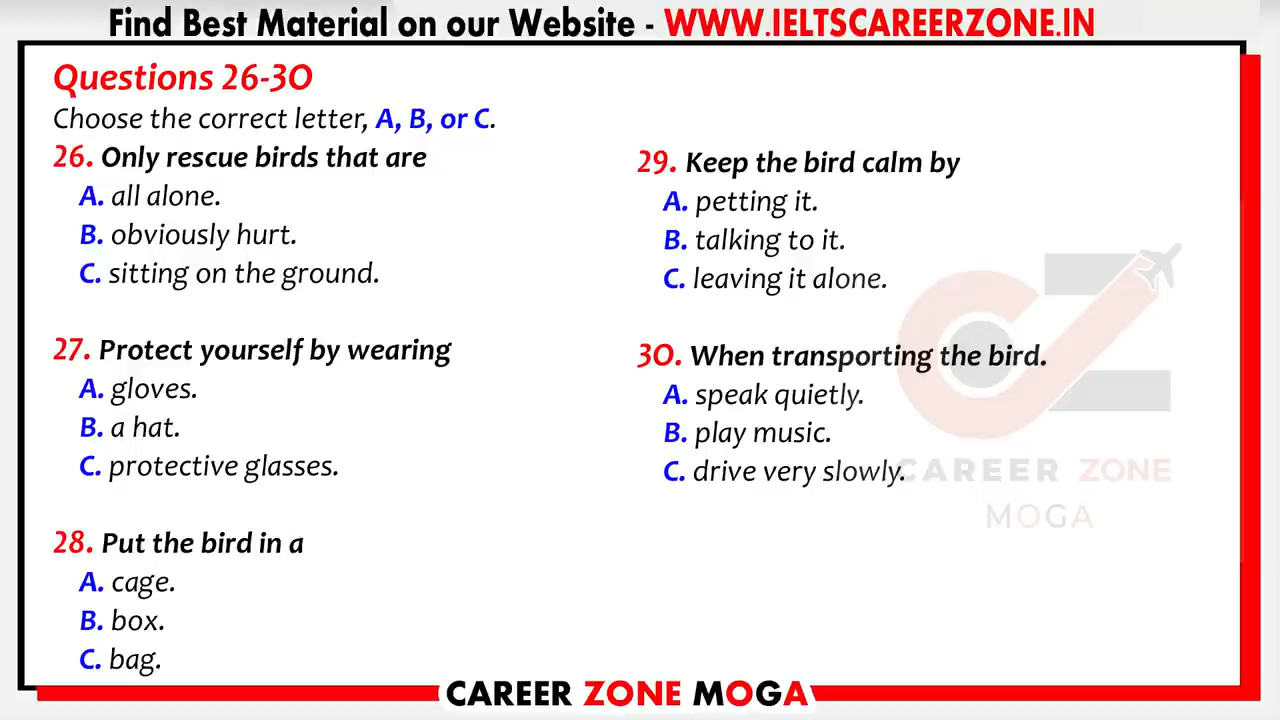 Find Best Material on our Website - WWW.IELTSCAREERZONE.IN
Questions 26-30
Choose the correct letter, A, B, or C.
26. Only rescue birds that are
A. all alone.
B. obviously hurt.
C. sitting on the ground.
27. Protect yourself by wearing
A. gloves.
B. a hat.
C. protective glasses.
28. Put the bird in a
A. cage.
B. box.
C. bag.
29. Keep the bird calm by
A. petting it.
B. talking to it.
C. leaving it alone.
30. When transporting the bird.
A. speak quietly.
B. play music.
C. drive very slowly.
CZ
CAREER ZONE
MOGA
CAREER ZONE MOGA